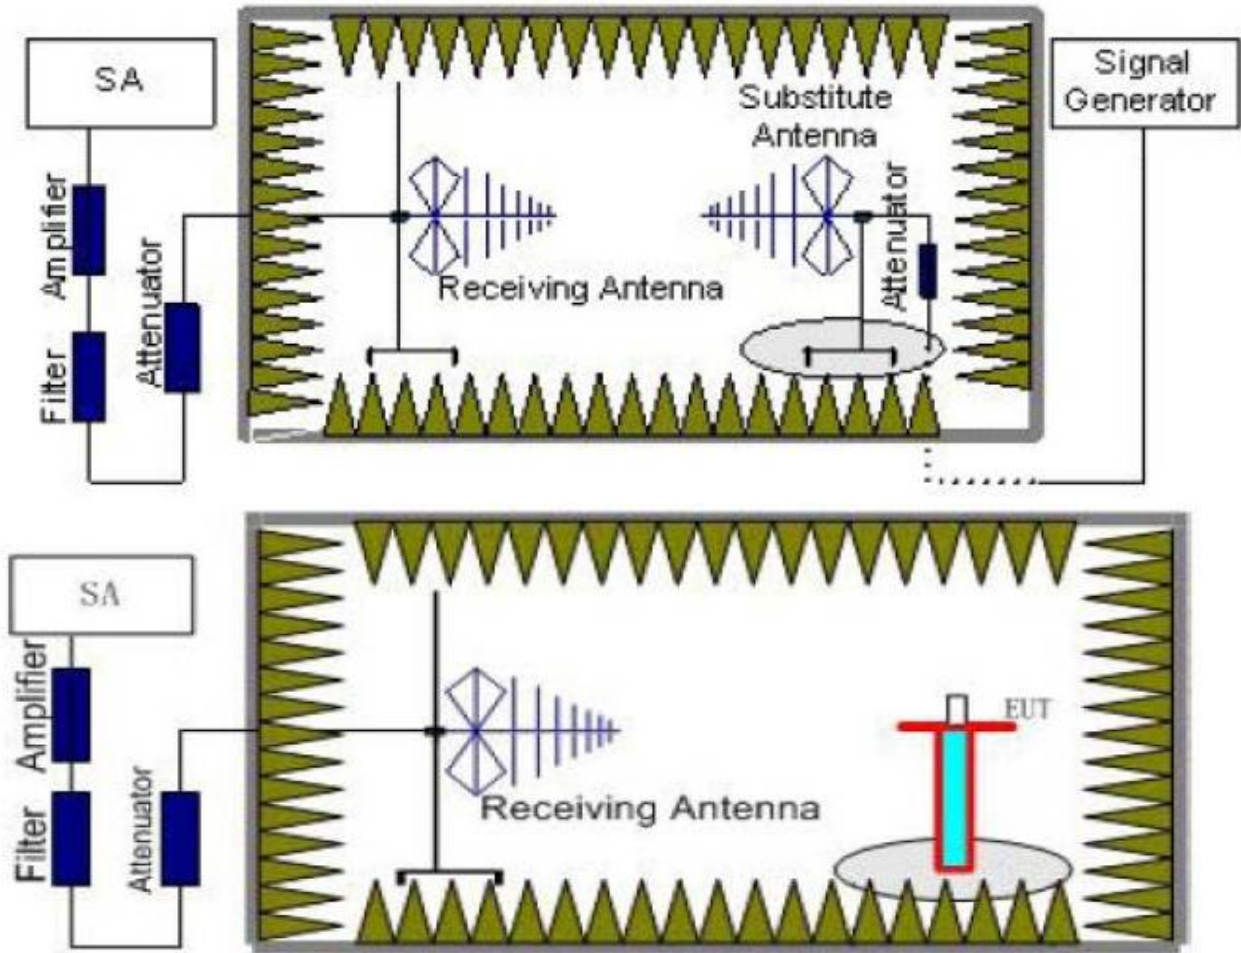 SA
Signal
Generator
Substitute
Antenna
Amplifier
Attenuator
Attenuator
Receiving Antenna
Filter
SA
Amplifier
EUT
Attenuator
Receiving Antenna
Filter